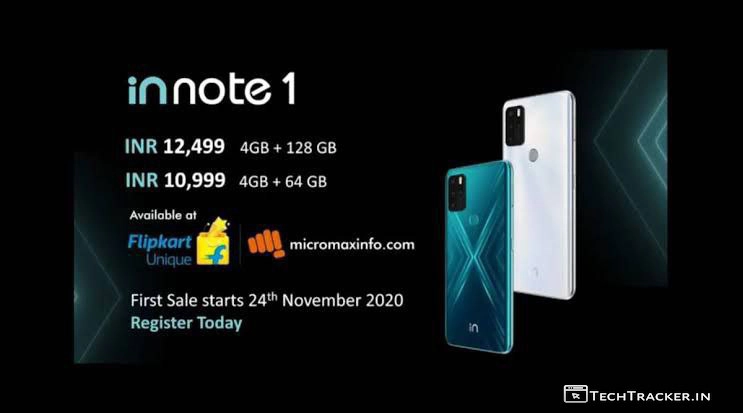 in note 1
INR 12,499 4GB + 128 GB
INR 10,999 4GB + 64 GB
Available at
Flipkart
Unique
micromaxinfo.com
First Sale starts 24th November 2020
Register Today
in
TECHTRACKER.IN